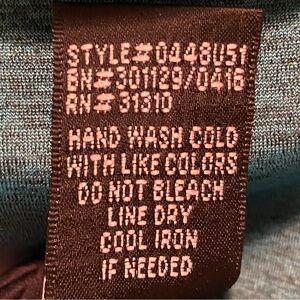 STYLE#0448U51
BN#301129/0416
RN#31310
HAND WASH COLD
WITH LIKE COLORS
DO NOT BLEACH
LINE DRY
COOL IRON
IF NEEDED